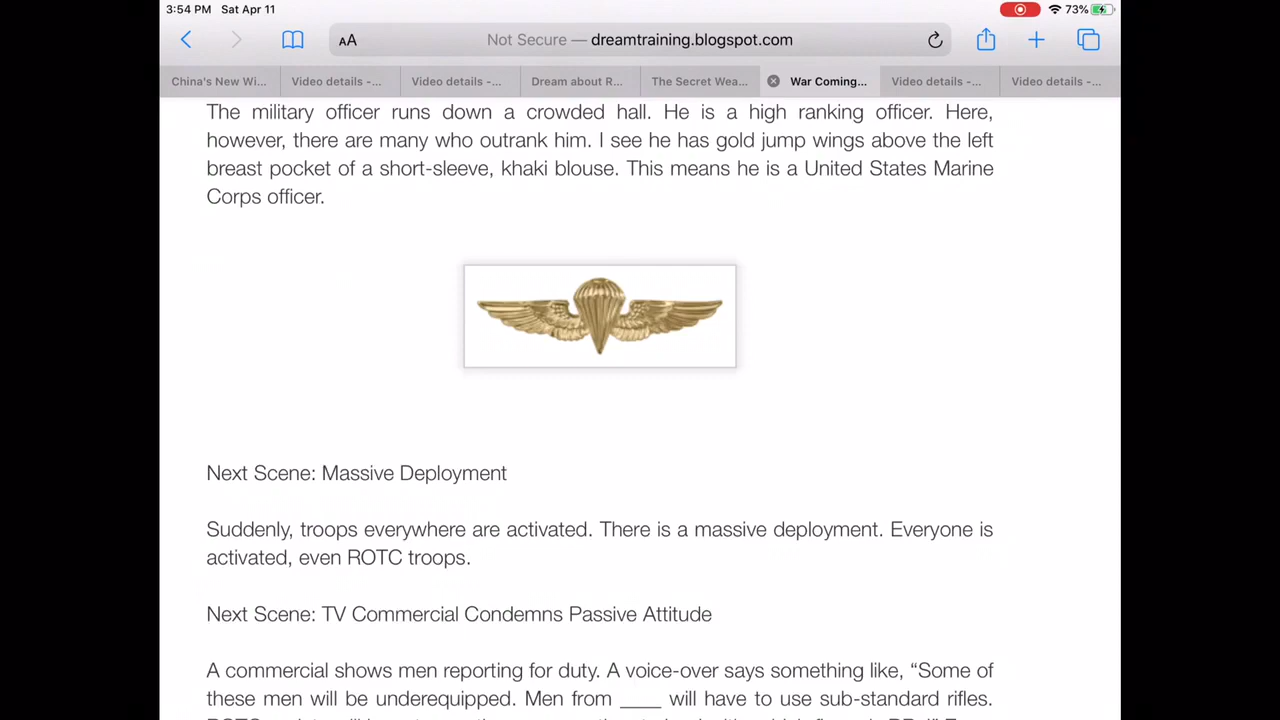 3:54 PM Sat Apr 11
73%
AA
Not Secure — dreamtraining.blogspot.com
China's New Wi...
Video details -...
Video details -...
Dream about R...
The Secret Wea...
War Coming...
Video details -...
Video details -...
The military officer runs down a crowded hall. He is a high ranking officer. Here,
however, there are many who outrank him. I see he has gold jump wings above the left
breast pocket of a short-sleeve, khaki blouse. This means he is a United States Marine
Corps officer.
Next Scene: Massive Deployment
Suddenly, troops everywhere are activated. There is a massive deployment. Everyone is
activated, even ROTC troops.
Next Scene: TV Commercial Condemns Passive Attitude
A commercial shows men reporting for duty. A voice-over says something like, “Some of
these men will be underequipped. Men from ____ will have to use sub-standard rifles.